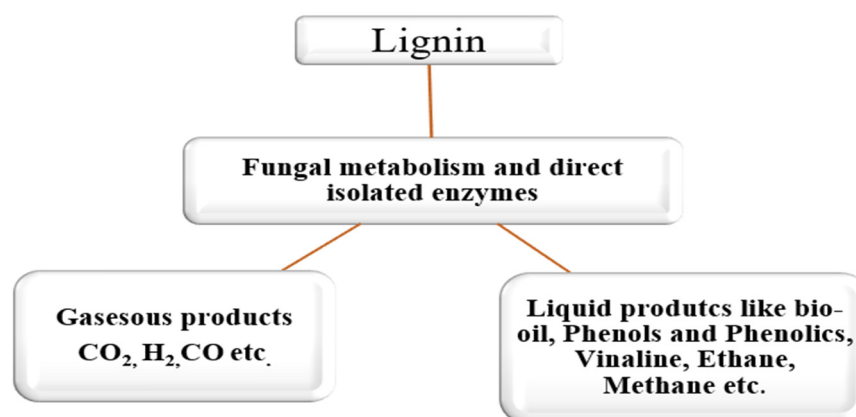 Lignin
Fungal metabolism and direct
isolated enzymes
Gasesous products
CO₂, H₂,CO etc.
Liquid produtcs like bio-
oil, Phenols and Phenolics,
Vinaline, Ethane,
Methane etc.